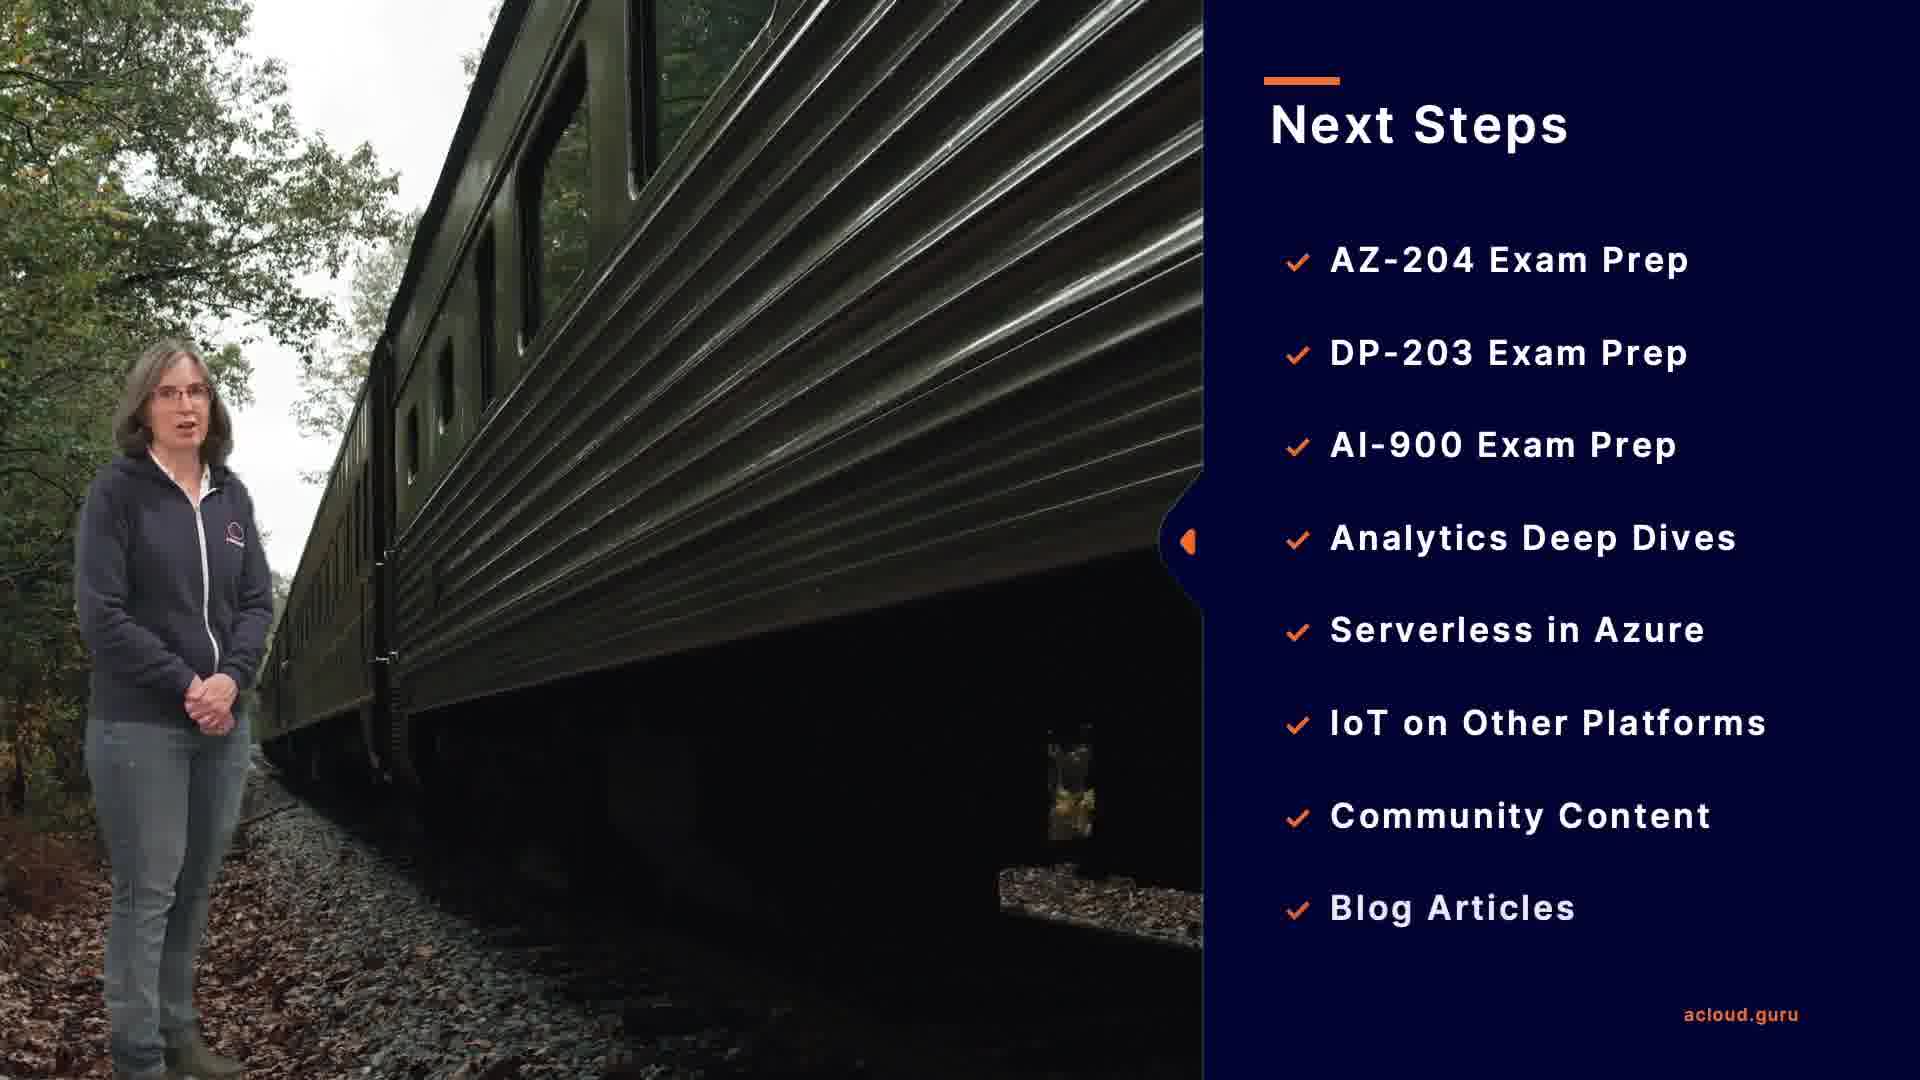 Next Steps
AZ-204 Exam Prep
DP-203 Exam Prep
AI-900 Exam Prep
Analytics Deep Dives
Serverless in Azure
IoT on Other Platforms
Community Content
Blog Articles
acloud.guru